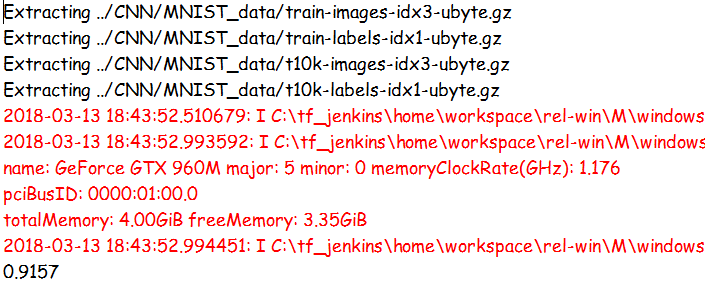 Extracting ../CNN/MNIST_data/train-images-idx3-ubyte.gz
Extracting ../CNN/MNIST_data/train-labels-idx1-ubyte.gz
Extracting ../CNN/MNIST_data/t10k-images-idx3-ubyte.gz
Extracting ../CNN/MNIST_data/t10k-labels-idx1-ubyte.gz
2018-03-13 18:43:52.510679: I C:\tf_jenkins\home\workspace\rel-win\M\windows
2018-03-13 18:43:52.993592: I C:\tf_jenkins\home\workspace\rel-win\M\windows
name: GeForce GTX 960M major: 5 minor: 0 memoryClockRate(GHz): 1.176
pciBusID: 0000:01:00.0
totalMemory: 4.00GiB freeMemory: 3.35GiB
2018-03-13 18:43:52.994451: I C:\tf_jenkins\home\workspace\rel-win\M\windows
0.9157